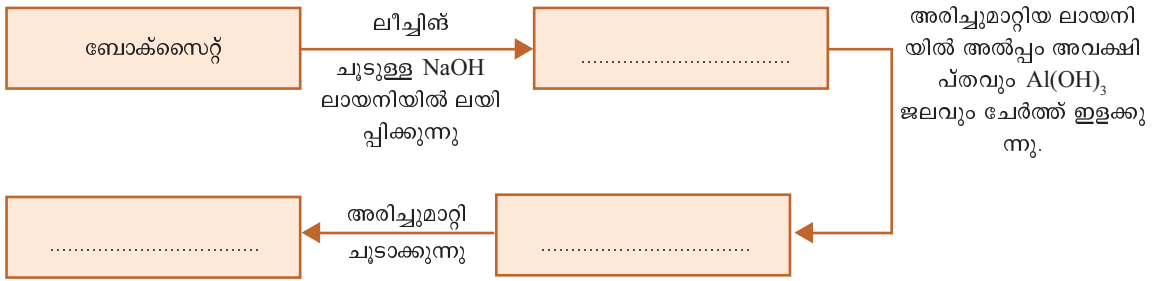 ബോക്സൈറ്റ്
ലീച്ചിങ്
ചൂടുള്ള NaOH
ലായനിയിൽ ലയി
പ്പിക്കുന്നു
................................
അരിച്ചുമാറ്റിയ ലായനി
യിൽ അൽപ്പം അവക്ഷി
പ്തവും Al(OH)₃
ജലവും ചേർത്ത് ഇളക്കു
ന്നു.
................................
അരിച്ചുമാറ്റി
ചൂടാക്കുന്നു
................................